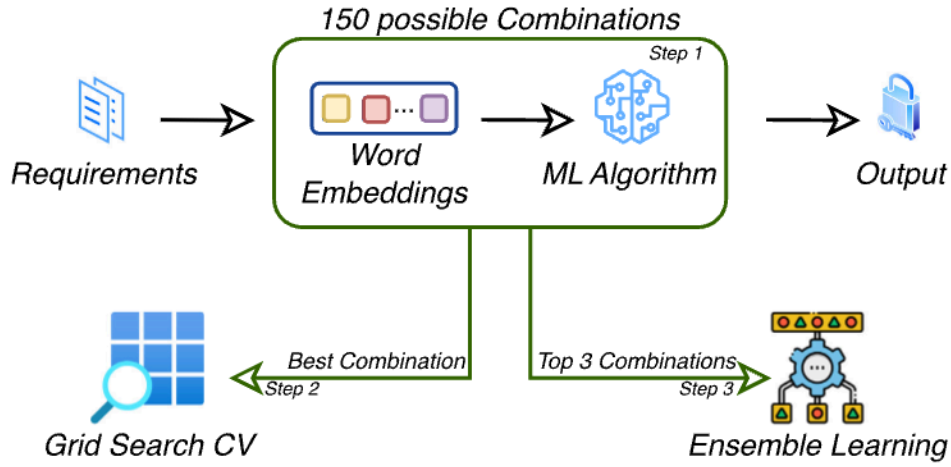 150 possible Combinations
Step 1
Requirements
Word
Embeddings
...
ML Algorithm
Output
Best Combination
Step 2
Top 3 Combinations
Step 3
Grid Search CV
Ensemble Learning